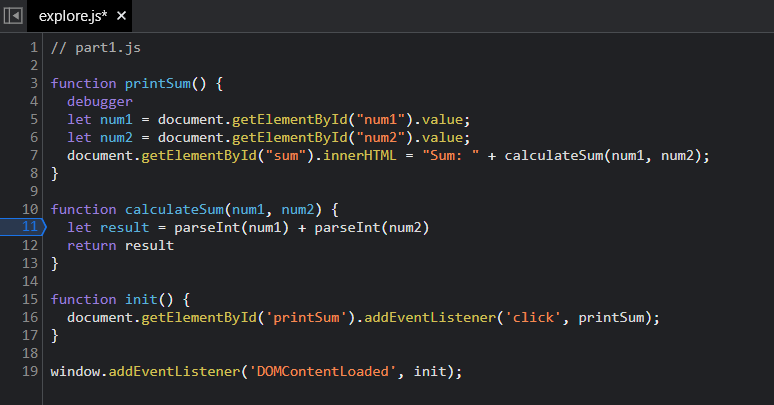 explore.js* ×
1 // part1.js
2
3 function printSum() {
4   debugger
5   let num1 = document.getElementById("num1").value;
6   let num2 = document.getElementById("num2").value;
7   document.getElementById("sum").innerHTML = "Sum: " + calculateSum(num1, num2);
8 }
9
10 function calculateSum(num1, num2) {
11   let result = parseInt(num1) + parseInt(num2)
12   return result
13 }
14
15 function init() {
16   document.getElementById('printSum').addEventListener('click', printSum);
17 }
18
19 window.addEventListener('DOMContentLoaded', init);